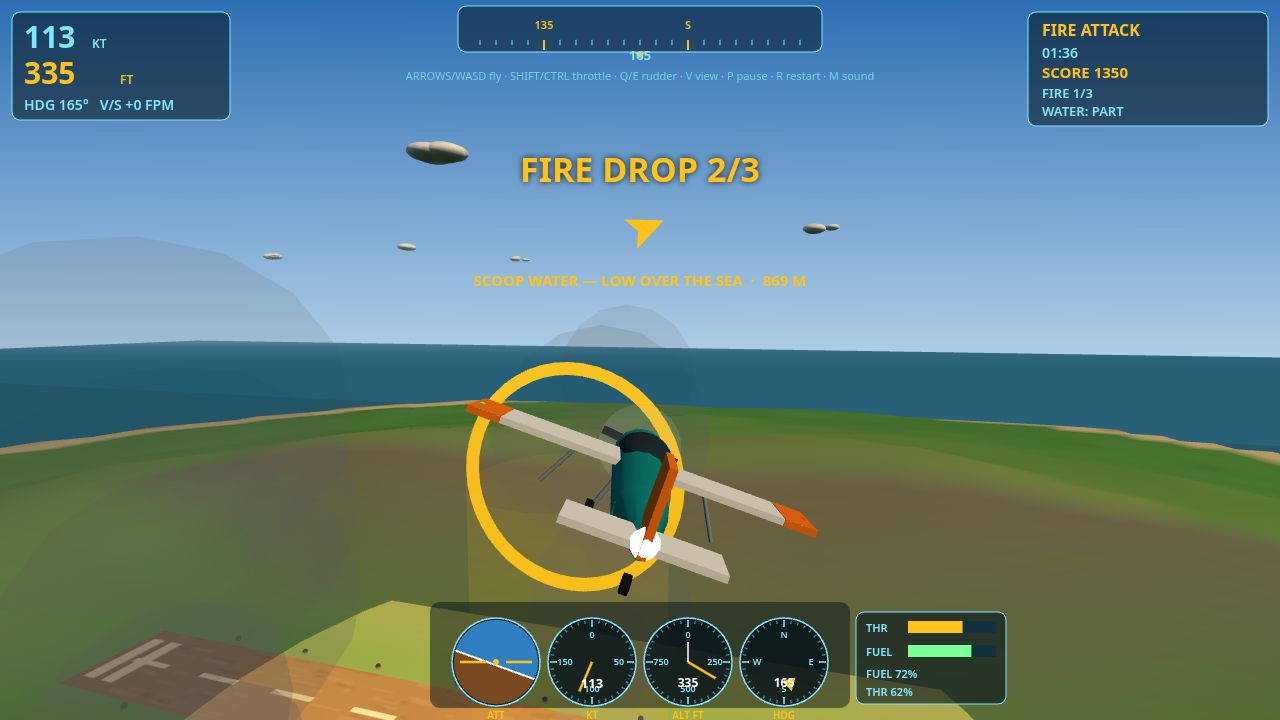 113 KT
335 FT
HDG 165° V/S +0 FPM
135 S
165
ARROWS/WASD fly · SHIFT/CTRL throttle · Q/E rudder · V view · P pause · R restart · M sound
FIRE ATTACK
01:36
SCORE 1350
FIRE 1/3
WATER: PART
FIRE DROP 2/3
SCOOP WATER — LOW OVER THE SEA · 869 M
0
50
100
150
113
KT
0
250
500
750
335
ALT FT
N
E
S
W
165
HDG
ATT
THR
FUEL
FUEL 72%
THR 62%